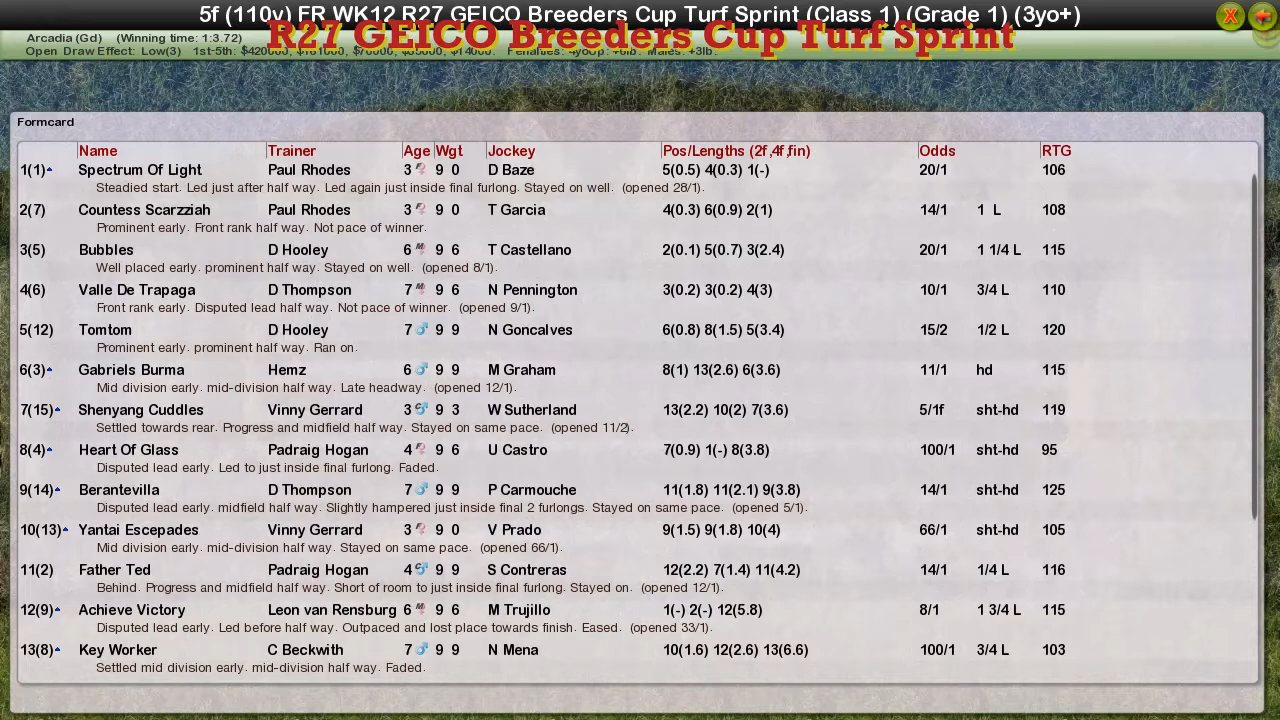 5f (110y) FR WK12 R27 GEICO Breeders Cup Turf Sprint (Class 1) (Grade 1) (3yo+)
R27 GEICO Breeders Cup Turf Sprint
Arcadia (Gd) (Winning time: 1:3.72)
Open Draw Effect: Low(3) 1st-5th: $420000, $161000, $70000, $35000, $14000. Penalties: 4yoUp: +6lb. Males: +3lb.
Formcard
Name Trainer Age Wgt Jockey Pos/Lengths (2f,4f,fin) Odds RTG
1(1) Spectrum Of Light Paul Rhodes 3 9 0 D Baze 5(0.5) 4(0.3) 1(-) 20/1 106
Steadied start. Led just after half way. Led again just inside final furlong. Stayed on well. (opened 28/1).
2(7) Countess Scarzziah Paul Rhodes 3 9 0 T Garcia 4(0.3) 6(0.9) 2(1) 14/1 1 L 108
Prominent early. Front rank half way. Not pace of winner.
3(5) Bubbles D Hooley 6 9 6 T Castellano 2(0.1) 5(0.7) 3(2.4) 20/1 1 1/4 L 115
Well placed early. prominent half way. Stayed on well. (opened 8/1).
4(6) Valle De Trapaga D Thompson 7 9 6 N Pennington 3(0.2) 3(0.2) 4(3) 10/1 3/4 L 110
Front rank early. Disputed lead half way. Not pace of winner. (opened 9/1).
5(12) Tomtom D Hooley 7 9 9 N Goncalves 6(0.8) 8(1.5) 5(3.4) 15/2 1/2 L 120
Prominent early. prominent half way. Ran on.
6(3) Gabriels Burma Hemz 6 9 9 M Graham 8(1) 13(2.6) 6(3.6) 11/1 hd 115
Mid division early. mid-division half way. Late headway. (opened 12/1).
7(15) Shenyang Cuddles Vinny Gerrard 3 9 3 W Sutherland 13(2.2) 10(2) 7(3.6) 5/1f sht-hd 119
Settled towards rear. Progress and midfield half way. Stayed on same pace. (opened 11/2).
8(4) Heart Of Glass Padraig Hogan 4 9 6 U Castro 7(0.9) 1(-) 8(3.8) 100/1 sht-hd 95
Disputed lead early. Led to just inside final furlong. Faded.
9(14) Berantevilla D Thompson 7 9 9 P Carmouche 11(1.8) 11(2.1) 9(3.8) 14/1 sht-hd 125
Disputed lead early. midfield half way. Slightly hampered just inside final 2 furlongs. Stayed on same pace. (opened 5/1).
10(13) Yantai Escepades Vinny Gerrard 3 9 0 V Prado 9(1.5) 9(1.8) 10(4) 66/1 sht-hd 105
Mid division early. mid-division half way. Stayed on same pace. (opened 66/1).
11(2) Father Ted Padraig Hogan 4 9 9 S Contreras 12(2.2) 7(1.4) 11(4.2) 14/1 1/4 L 116
Behind. Progress and midfield half way. Short of room to just inside final furlong. Stayed on. (opened 12/1).
12(9) Achieve Victory Leon van Rensburg 6 9 6 M Trujillo 1(-) 2(-) 12(5.8) 8/1 1 3/4 L 115
Disputed lead early. Led before half way. Outpaced and lost place towards finish. Eased. (opened 33/1).
13(8) Key Worker C Beckwith 7 9 9 N Mena 10(1.6) 12(2.6) 13(6.6) 100/1 3/4 L 103
Settled mid division early. mid-division half way. Faded.